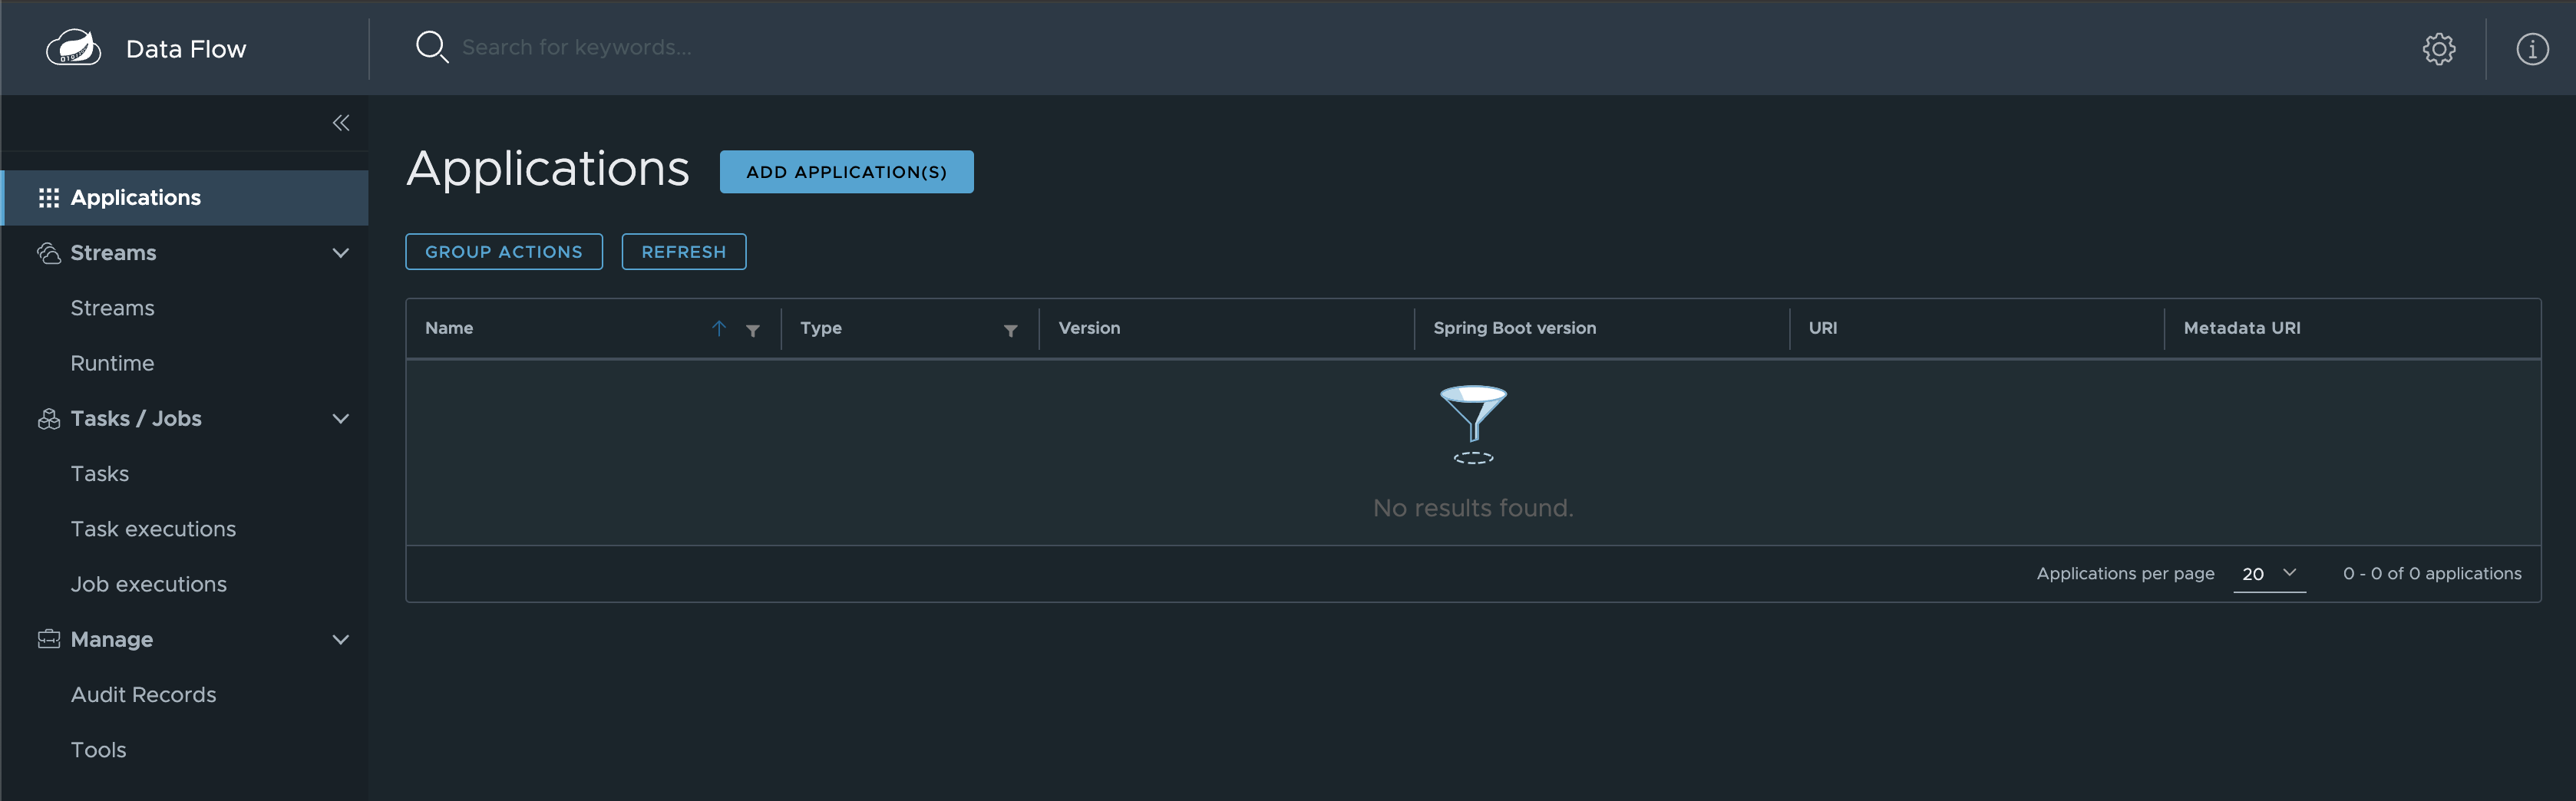 Data Flow
Search for keywords...
Applications
Streams
Streams
Runtime
Tasks / Jobs
Tasks
Task executions
Job executions
Manage
Audit Records
Tools
Applications
ADD APPLICATION(S)
GROUP ACTIONS
REFRESH
Name
Type
Version
Spring Boot version
URI
Metadata URI
No results found.
Applications per page
20
0 - 0 of 0 applications